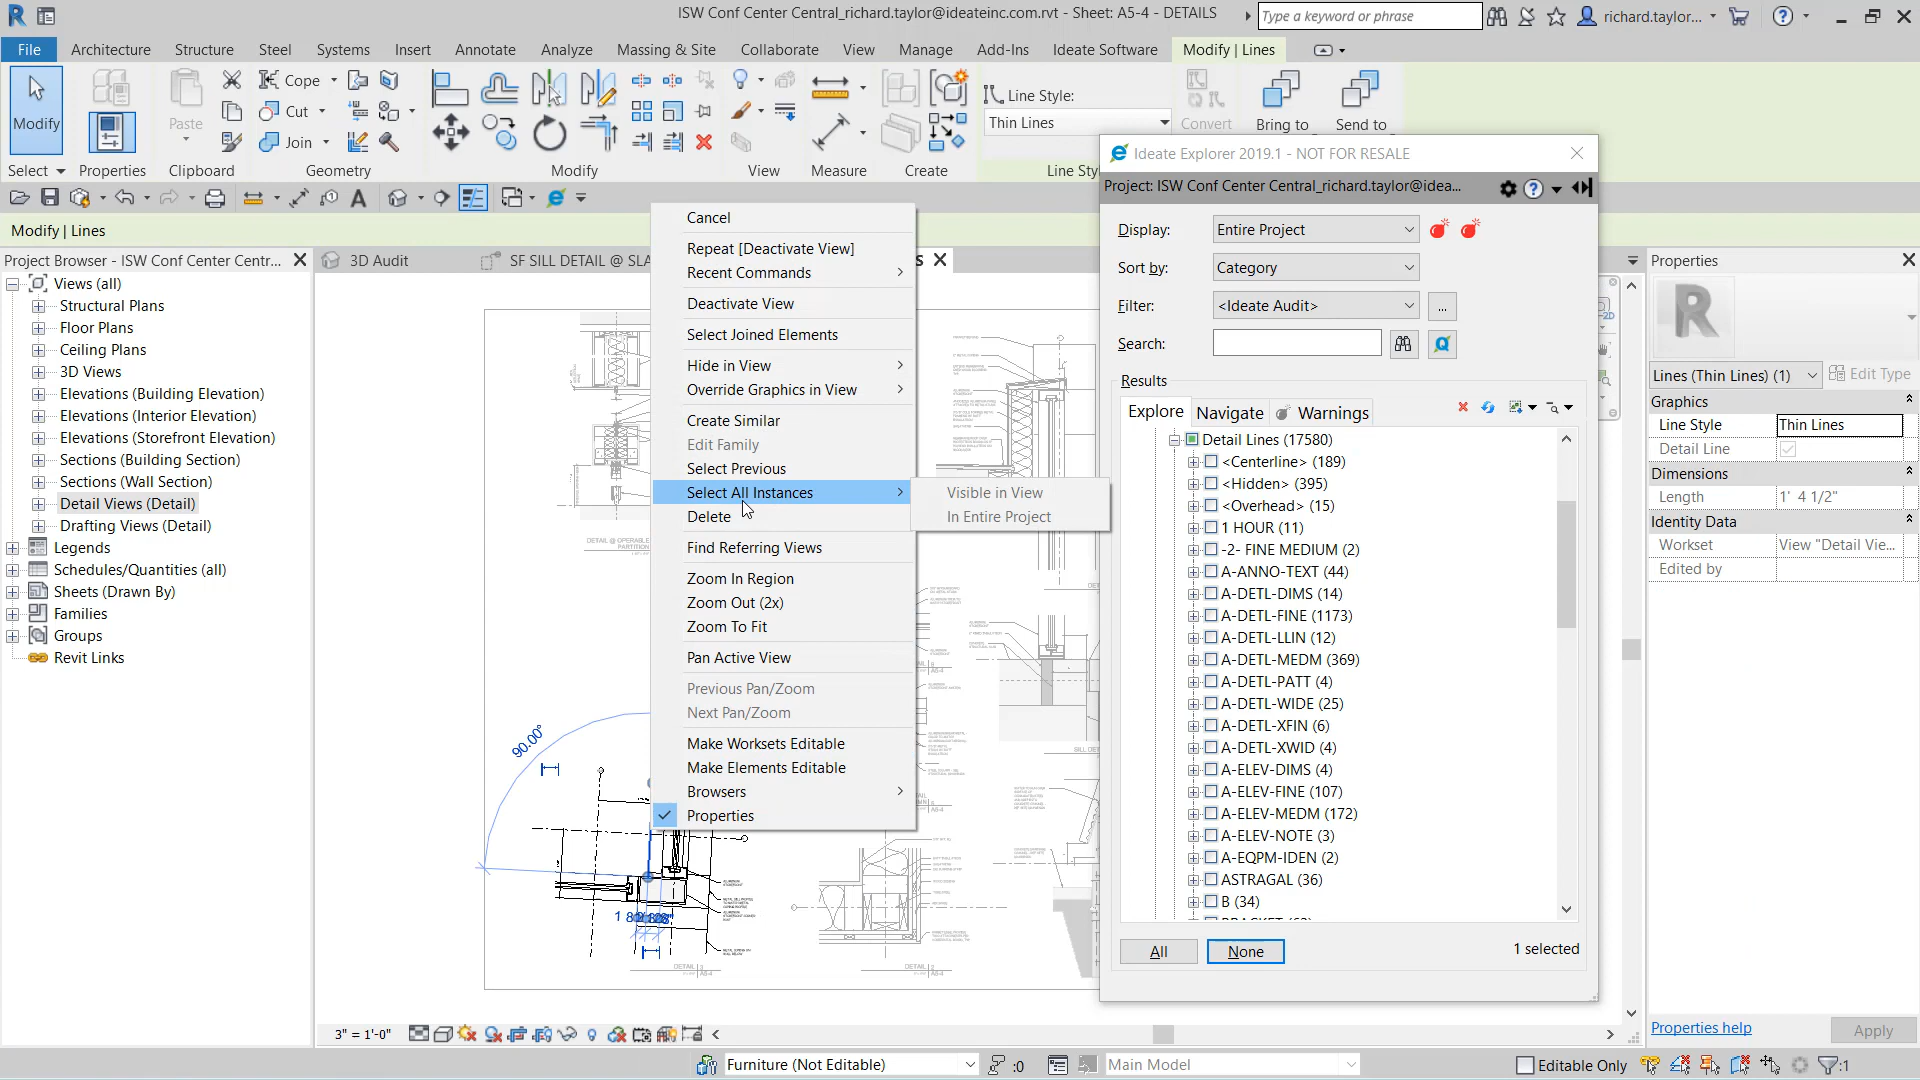 ISW Conf Center Central_richard.taylor@ideateinc.com.rvt - Sheet: A5-4 - DETAILS
Type a keyword or phrase
richard.taylor...
File
Architecture
Structure
Steel
Systems
Insert
Annotate
Analyze
Massing & Site
Collaborate
View
Manage
Add-Ins
Ideate Software
Modify | Lines
Modify
Paste
Cope
Cut
Join
Line Style:
Thin Lines
Convert
Bring to
Send to
Select
Properties
Clipboard
Geometry
Modify
View
Measure
Create
Line Sty
Modify | Lines
Project Browser - ISW Conf Center Centr...
Views (all)
Structural Plans
Floor Plans
Ceiling Plans
3D Views
Elevations (Building Elevation)
Elevations (Interior Elevation)
Elevations (Storefront Elevation)
Sections (Building Section)
Sections (Wall Section)
Detail Views (Detail)
Drafting Views (Detail)
Legends
Schedules/Quantities (all)
Sheets (Drawn By)
Families
Groups
Revit Links
3D Audit
SF SILL DETAIL @ SLA
S
Cancel
Repeat [Deactivate View]
Recent Commands
Deactivate View
Select Joined Elements
Hide in View
Override Graphics in View
Create Similar
Edit Family
Select Previous
Select All Instances
Delete
Find Referring Views
Zoom In Region
Zoom Out (2x)
Zoom To Fit
Pan Active View
Previous Pan/Zoom
Next Pan/Zoom
Make Worksets Editable
Make Elements Editable
Browsers
Properties
Visible in View
In Entire Project
90.00°
Ideate Explorer 2019.1 - NOT FOR RESALE
Project: ISW Conf Center Central_richard.taylor@idea...
Display:
Entire Project
Sort by:
Category
Filter:
<Ideate Audit>
...
Search:
Results
Explore
Navigate
Warnings
Detail Lines (17580)
<Centerline> (189)
<Hidden> (395)
<Overhead> (15)
1 HOUR (11)
-2- FINE MEDIUM (2)
A-ANNO-TEXT (44)
A-DETL-DIMS (14)
A-DETL-FINE (1173)
A-DETL-LLIN (12)
A-DETL-MEDM (369)
A-DETL-PATT (4)
A-DETL-WIDE (25)
A-DETL-XFIN (6)
A-DETL-XWID (4)
A-ELEV-DIMS (4)
A-ELEV-FINE (107)
A-ELEV-MEDM (172)
A-ELEV-NOTE (3)
A-EQPM-IDEN (2)
ASTRAGAL (36)
B (34)
All
None
1 selected
Properties
Lines (Thin Lines) (1)
Edit Type
Graphics
Line Style
Thin Lines
Detail Line
Dimensions
Length
1' 4 1/2"
Identity Data
Workset
View "Detail Vie...
Edited by
Properties help
Apply
3" = 1'-0"
Furniture (Not Editable)
:0
Main Model
Editable Only
:1